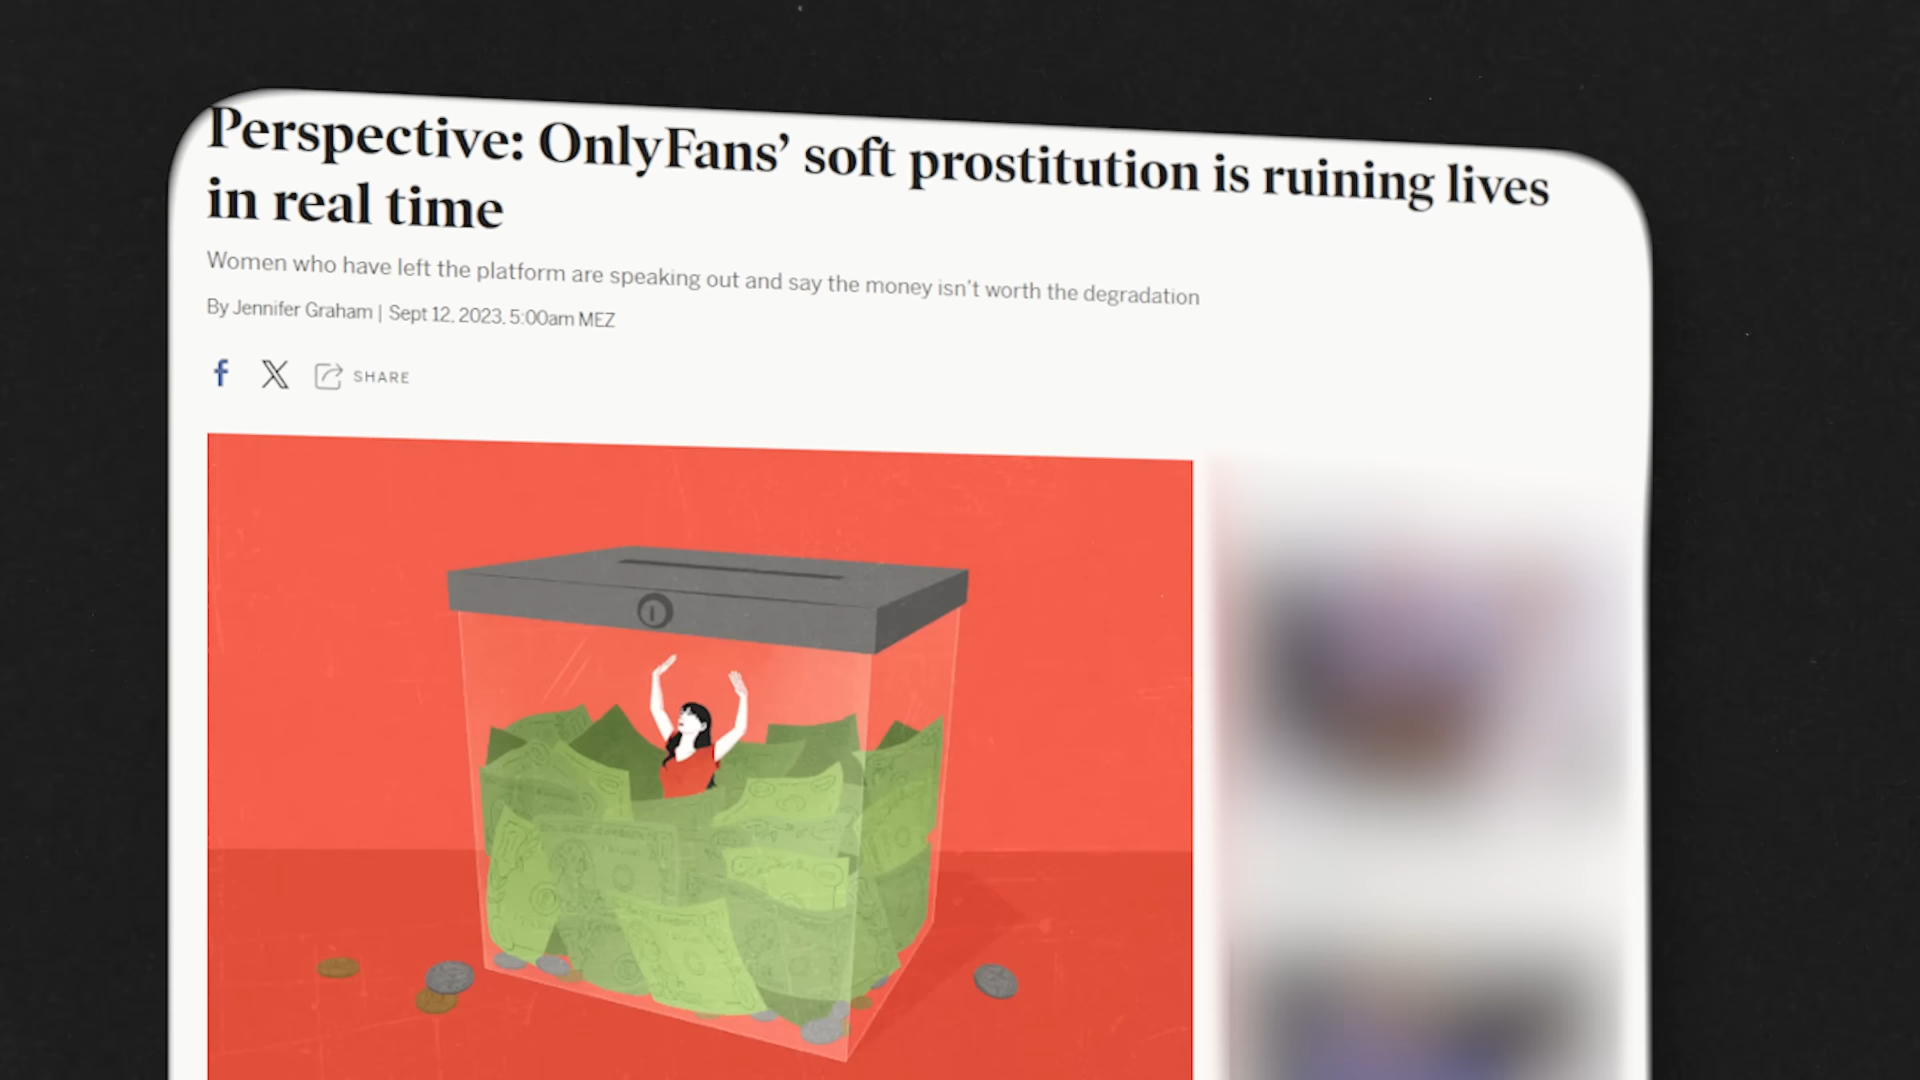 Perspective: OnlyFans’ soft prostitution is ruining lives
in real time
Women who have left the platform are speaking out and say the money isn’t worth the degradation
By Jennifer Graham | Sept 12, 2023, 5:00am MEZ
SHARE